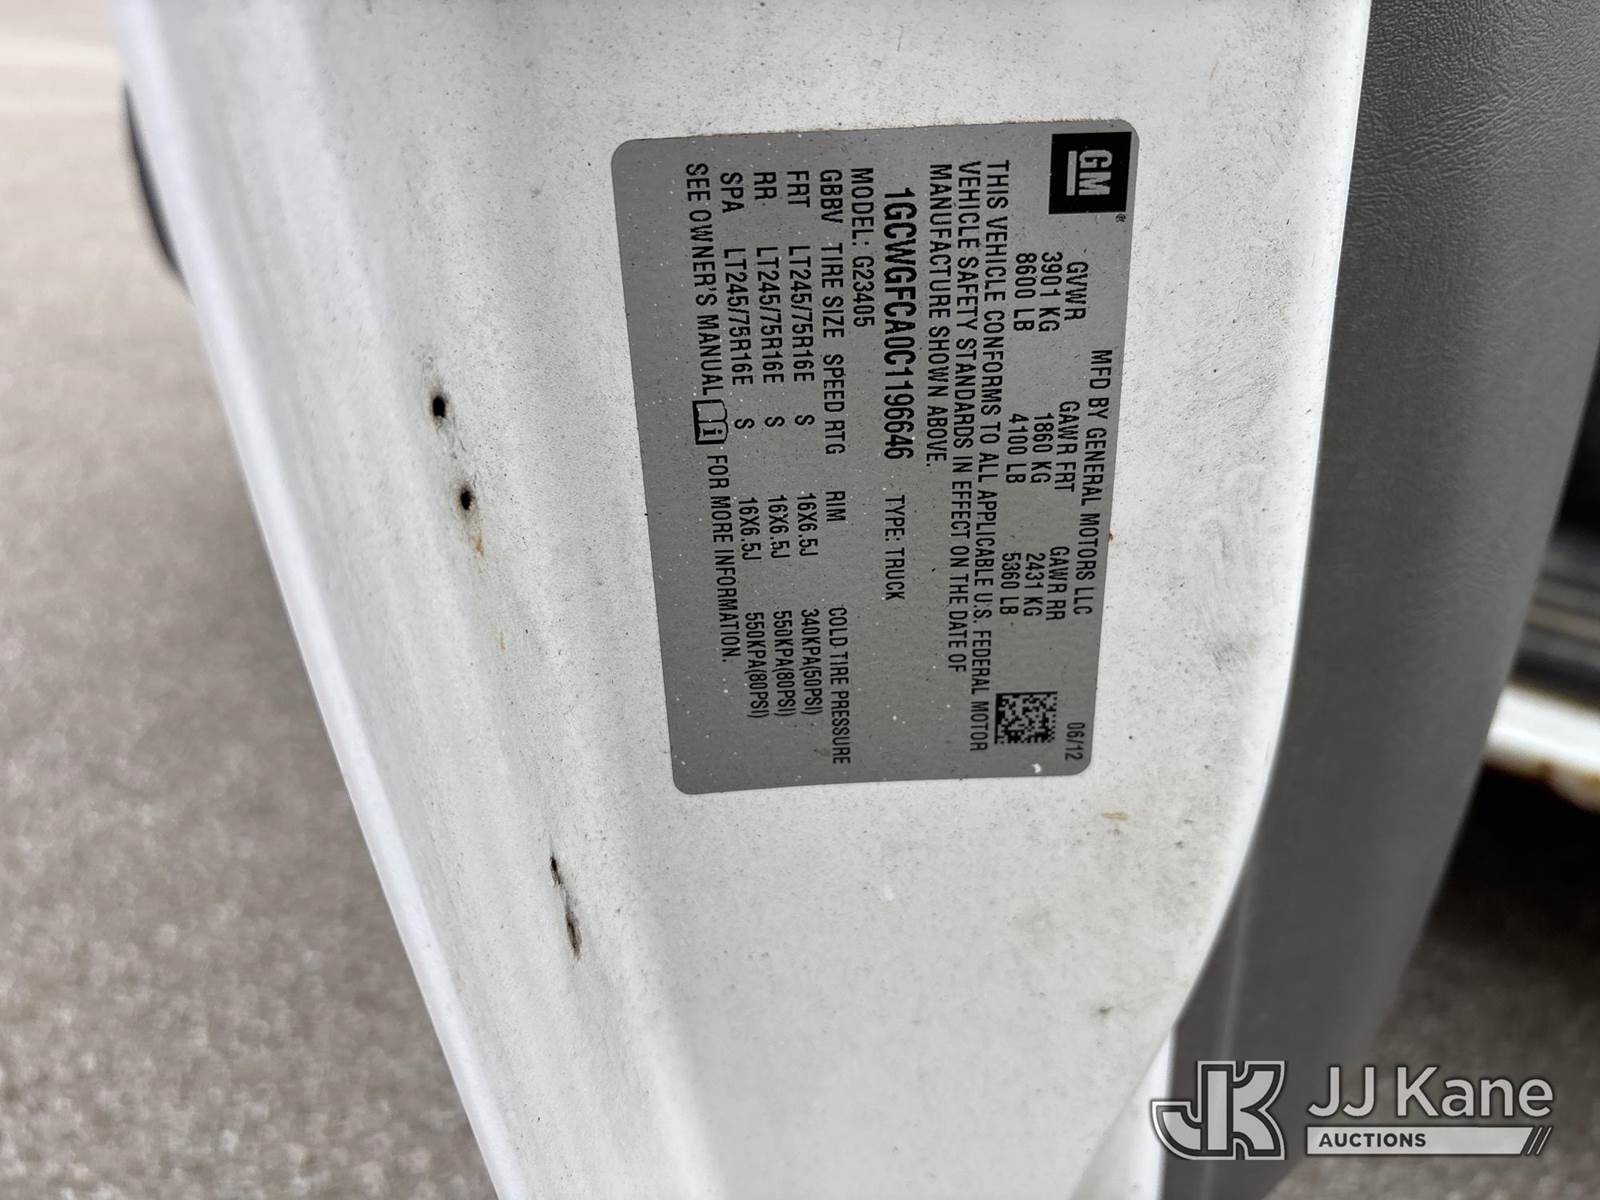 GM®
MFD BY GENERAL MOTORS LLC 06/12
GVWR GAWR FRT GAWR RR
3901 KG 1860 KG 2431 KG
8600 LB 4100 LB 5360 LB
THIS VEHICLE CONFORMS TO ALL APPLICABLE U.S. FEDERAL MOTOR
VEHICLE SAFETY STANDARDS IN EFFECT ON THE DATE OF
MANUFACTURE SHOWN ABOVE.
1GCWGFCA0C1196646 TYPE: TRUCK
MODEL: G23405
GBBV TIRE SIZE SPEED RTG RIM COLD TIRE PRESSURE
FRT LT245/75R16E S 16X6.5J 340KPA(50PSI)
RR LT245/75R16E S 16X6.5J 550KPA(80PSI)
SPA LT245/75R16E S 16X6.5J 550KPA(80PSI)
SEE OWNER'S MANUAL i FOR MORE INFORMATION.
JK JJ Kane
AUCTIONS